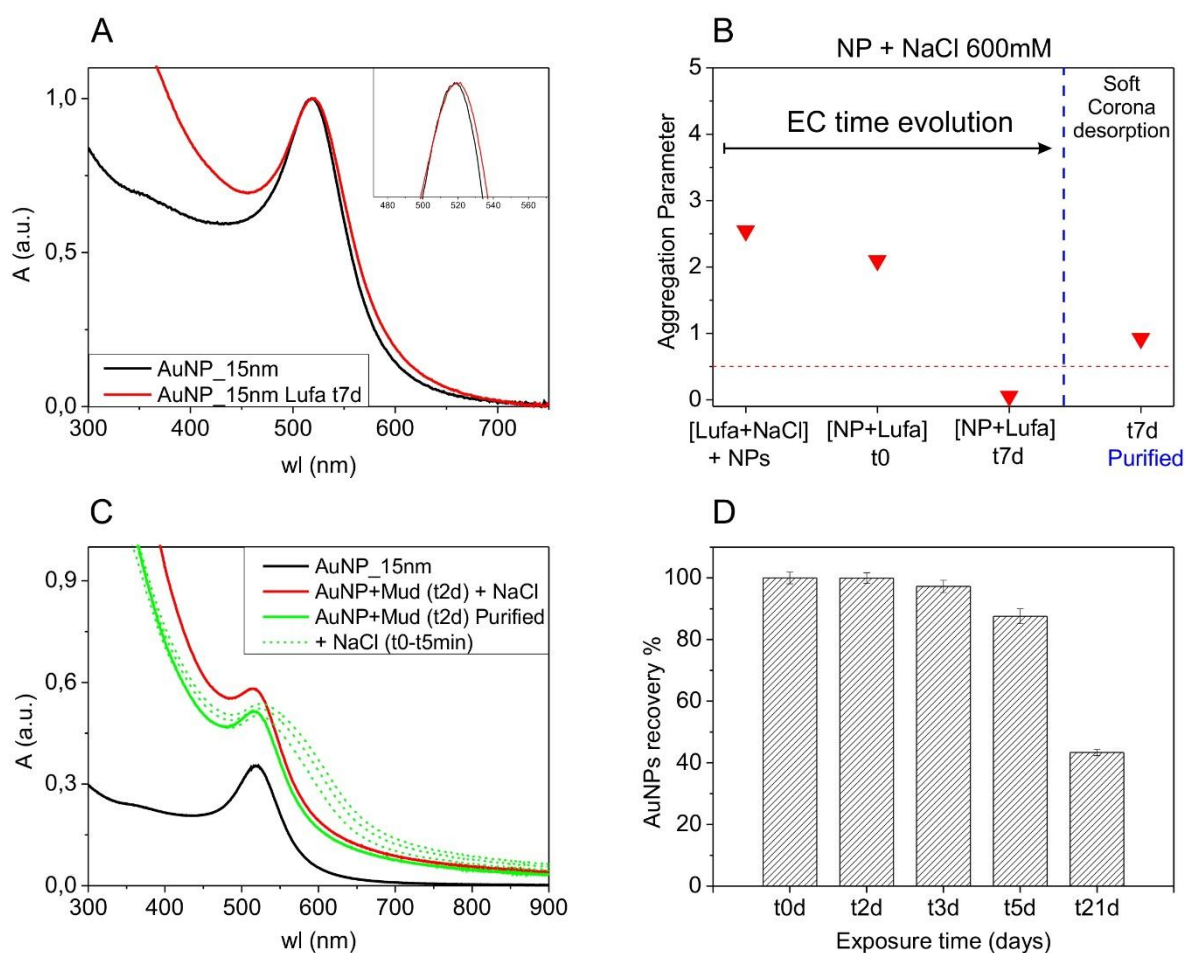 A
A (a.u.)
1,0
0,5
0,0
300 400 500 600 700
wl (nm)
AuNP_15nm
AuNP_15nm Lufa t7d
480 500 520 540 560
B
NP + NaCl 600mM
Aggregation Parameter
5
4
3
2
1
0
EC time evolution
Soft
Corona
desorption
[Lufa+NaCl]
+ NPs
[NP+Lufa]
t0
[NP+Lufa]
t7d
t7d
Purified
C
A (a.u.)
0,9
0,6
0,3
0,0
300 400 500 600 700 800 900
wl (nm)
AuNP_15nm
AuNP+Mud (t2d) + NaCl
AuNP+Mud (t2d) Purified
+ NaCl (t0-t5min)
D
AuNPs recovery %
100
80
60
40
20
0
t0d t2d t3d t5d t21d
Exposure time (days)